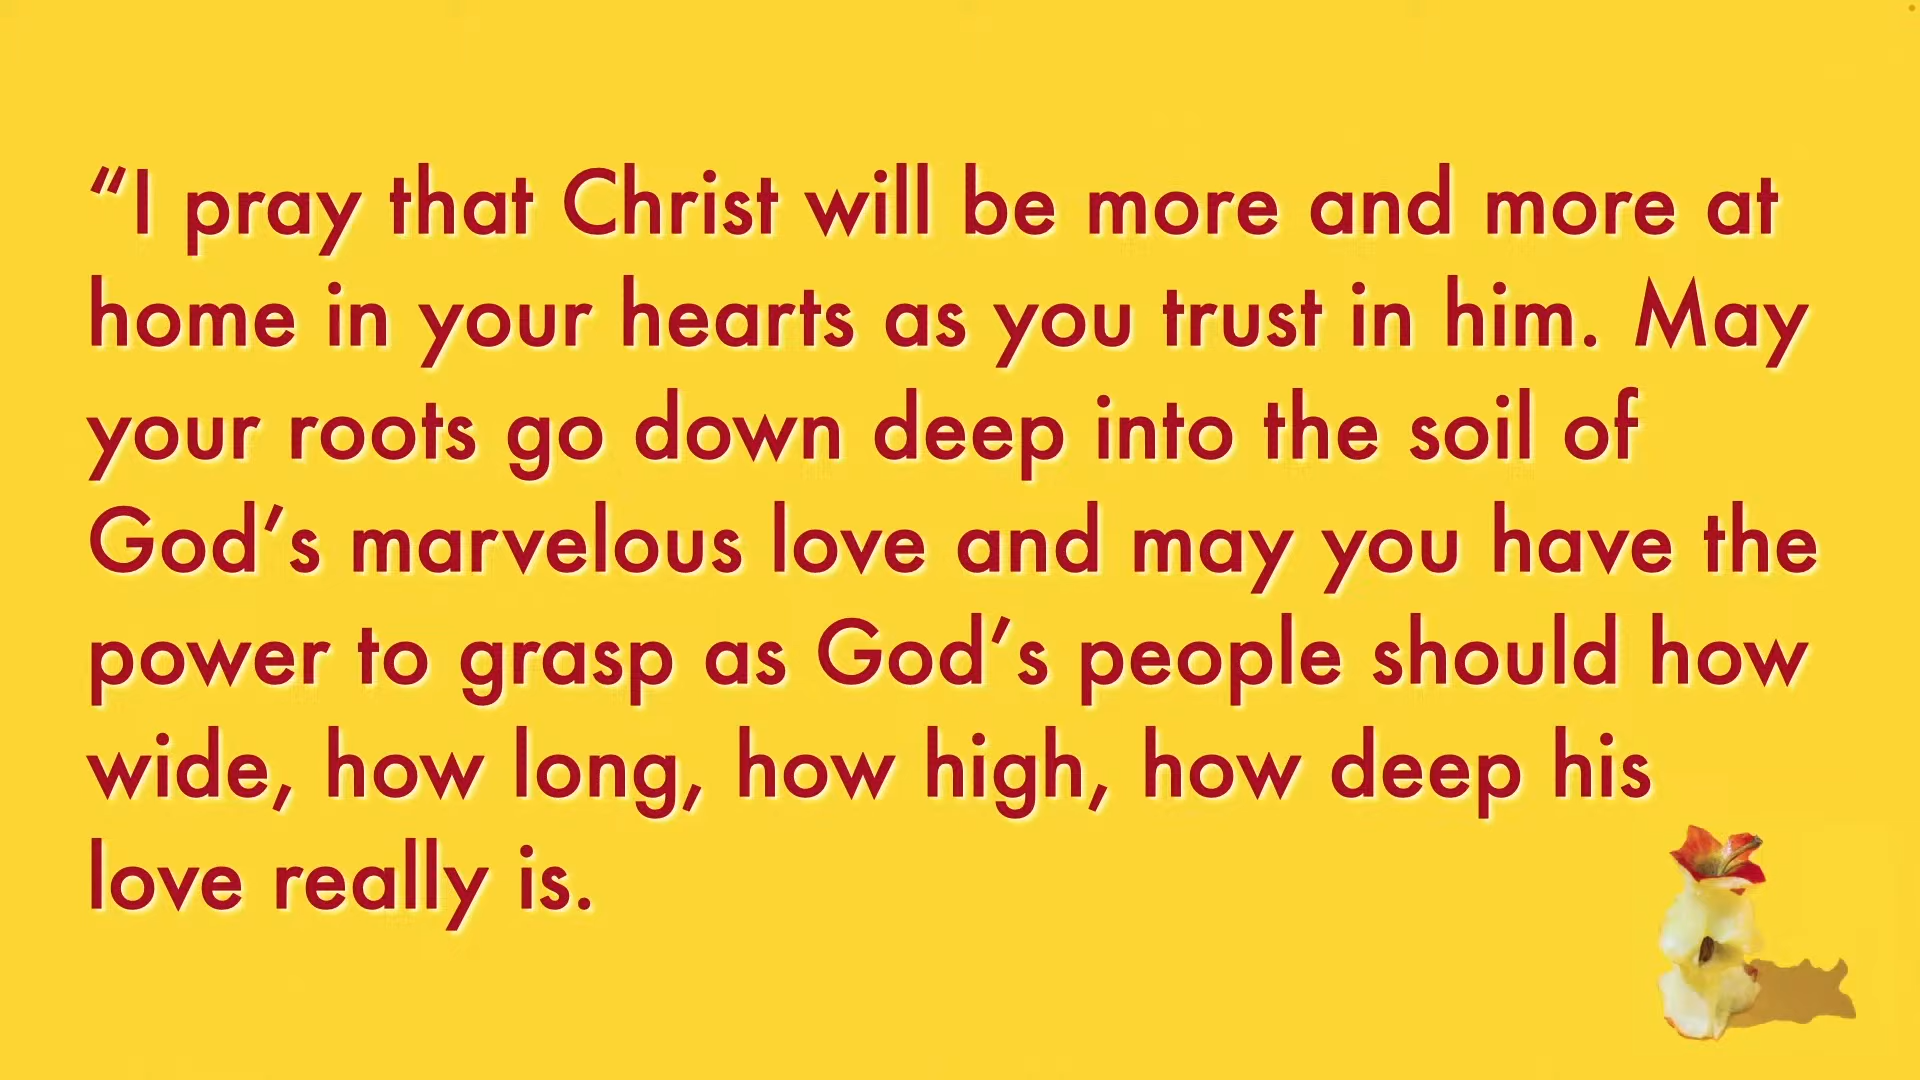 “I pray that Christ will be more and more at
home in your hearts as you trust in him. May
your roots go down deep into the soil of
God’s marvelous love and may you have the
power to grasp as God’s people should how
wide, how long, how high, how deep his
love really is.